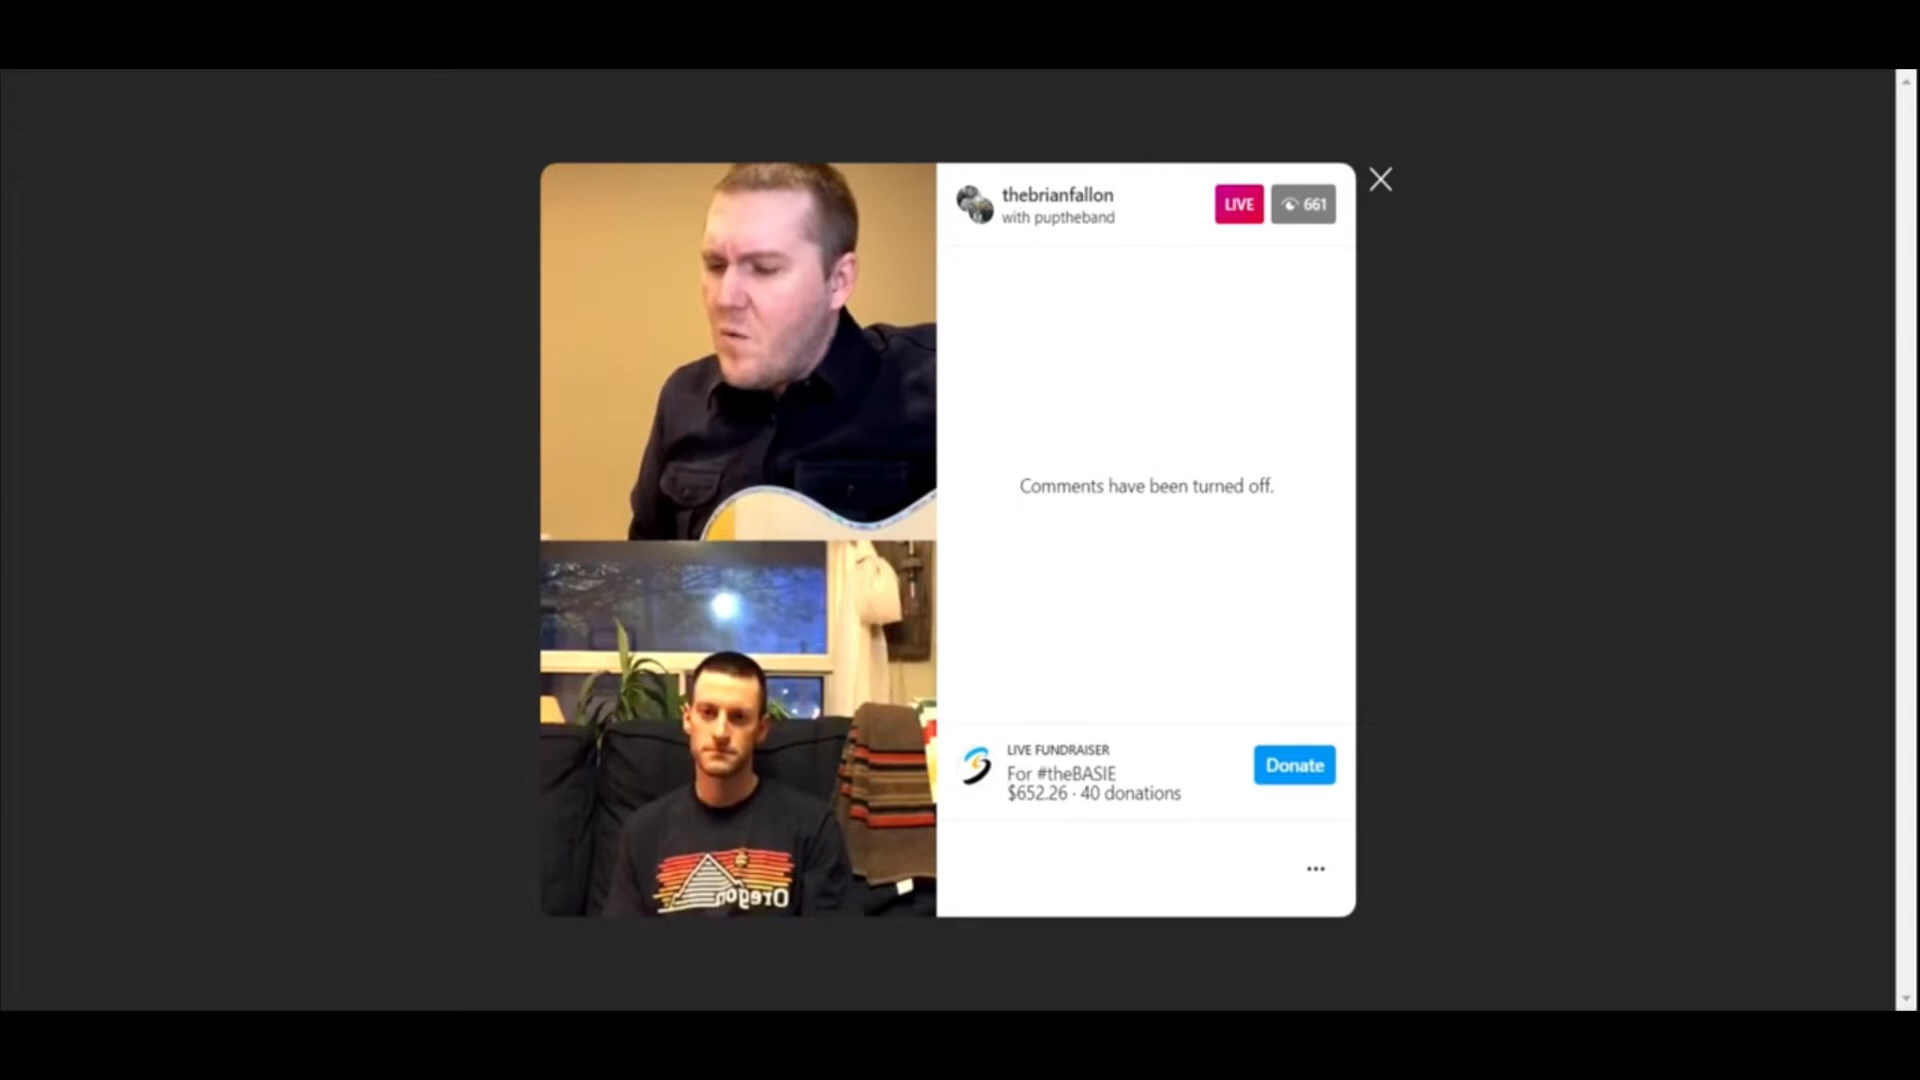 thebrianfallon
with puptheband
LIVE
661
Comments have been turned off.
LIVE FUNDRAISER
For #theBASIE
$652.26 · 40 donations
Donate
Oregon